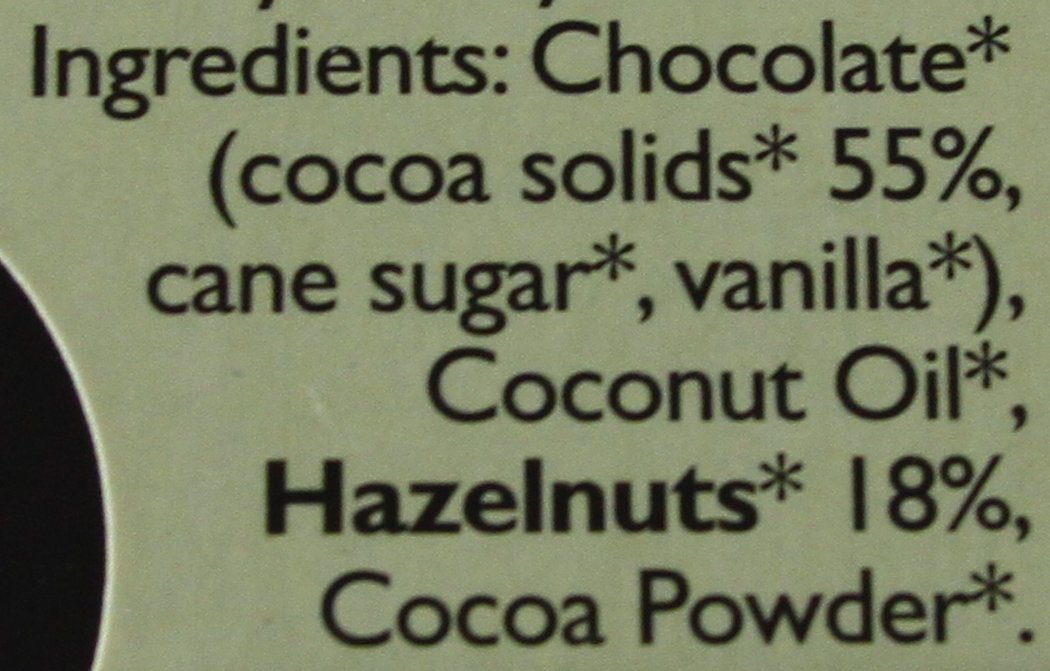 Ingredients: Chocolate*
(cocoa solids* 55%,
cane sugar*, vanilla*),
Coconut Oil*,
Hazelnuts* 18%,
Cocoa Powder*.